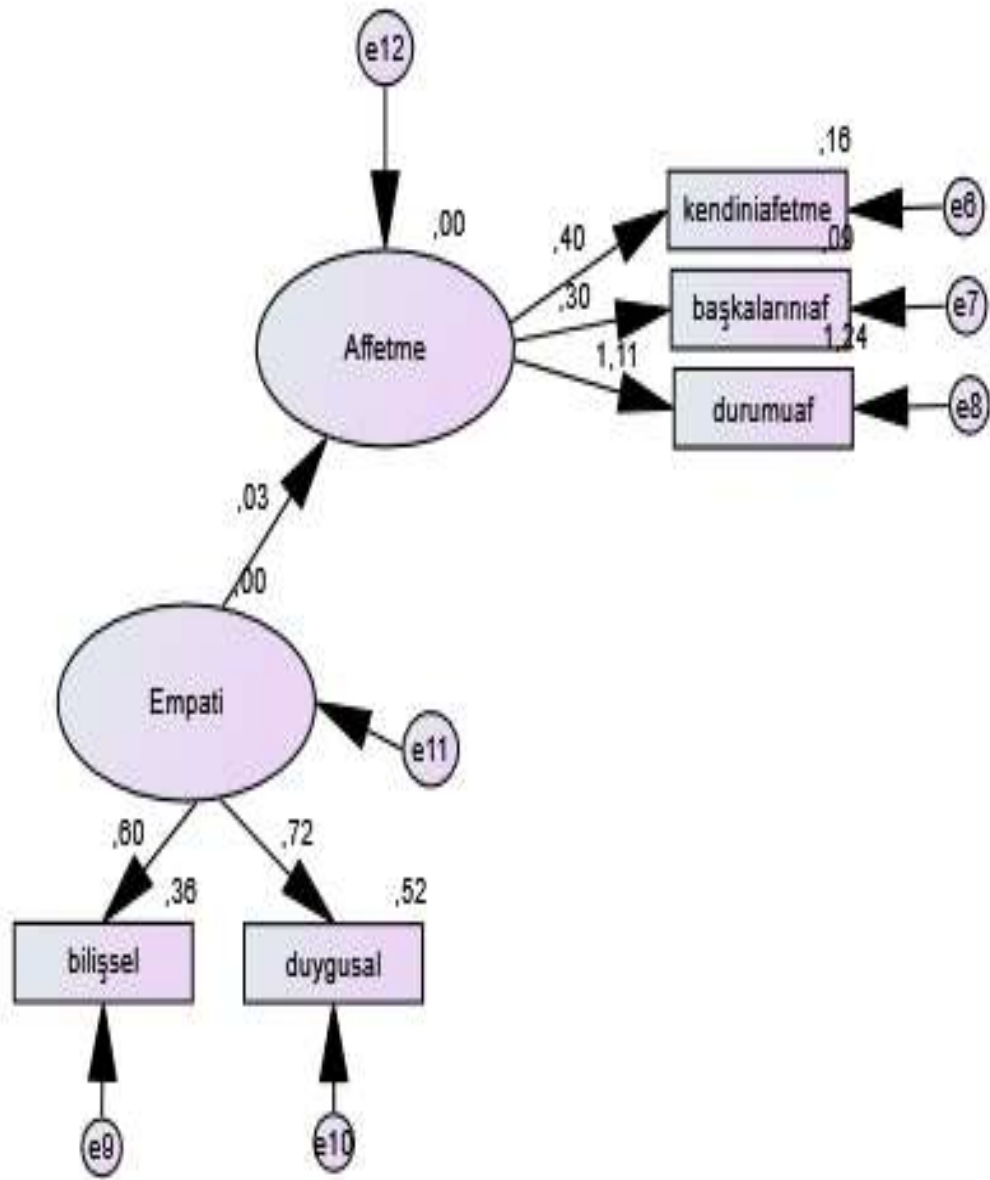 e12
,16
,00
kendiniafetme
e6
,40
,09
,30
başkalarınıaf
e7
Affetme
1,11
1,24
durumuaf
e8
,03
,00
Empati
e11
,60
,72
,36
,52
bilişsel
duygusal
e9
e10